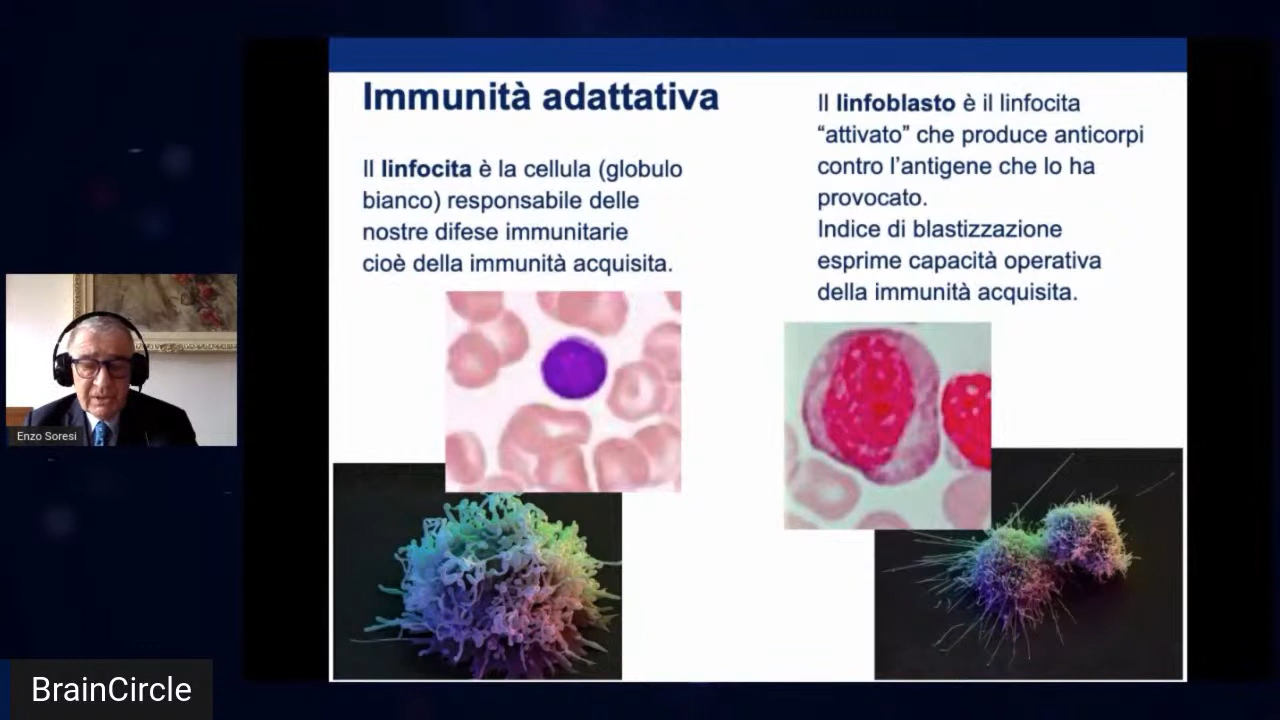 Immunità adattativa
Il linfocita è la cellula (globulo
bianco) responsabile delle
nostre difese immunitarie
cioè della immunità acquisita.
Il linfoblasto è il linfocita
“attivato” che produce anticorpi
contro l’antigene che lo ha
provocato.
Indice di blastizzazione
esprime capacità operativa
della immunità acquisita.
Enzo Soresi
BrainCircle